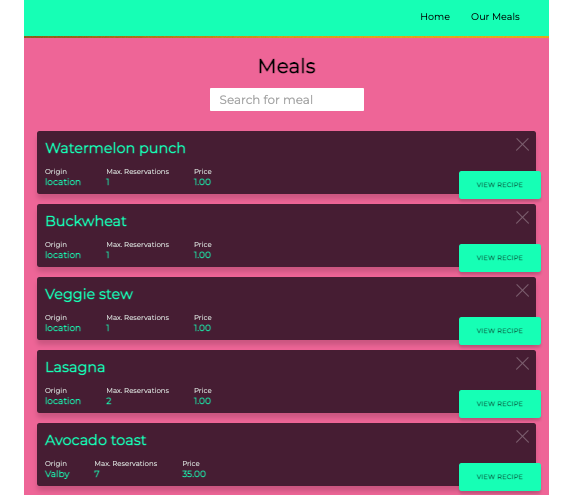 Home Our Meals
Meals
Search for meal
Watermelon punch
Origin Max. Reservations Price
location 1 1.00
VIEW RECIPE
Buckwheat
Origin Max. Reservations Price
location 1 1.00
VIEW RECIPE
Veggie stew
Origin Max. Reservations Price
location 1 1.00
VIEW RECIPE
Lasagna
Origin Max. Reservations Price
location 2 1.00
VIEW RECIPE
Avocado toast
Origin Max. Reservations Price
Valby 7 35.00
VIEW RECIPE